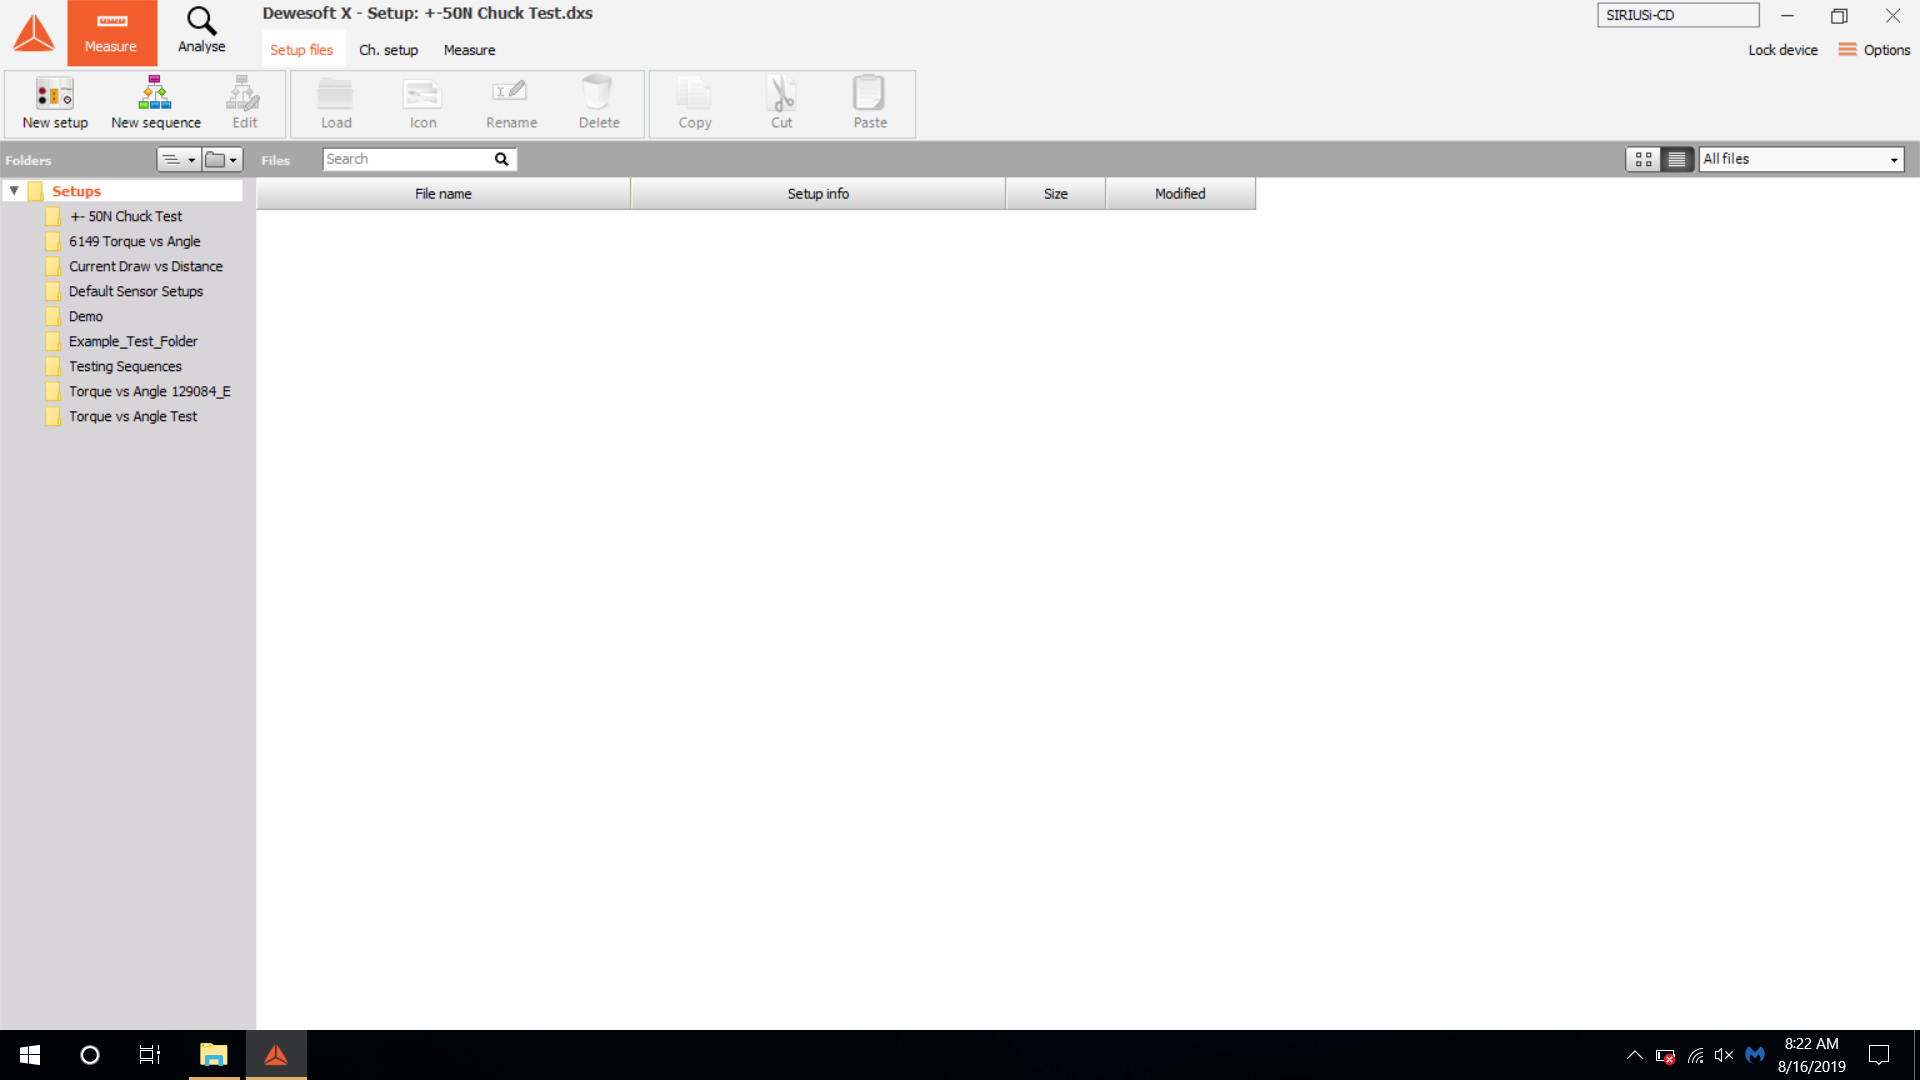 Dewesoft X - Setup: +-50N Chuck Test.dxs
SIRIUSi-CD
Measure
Analyse
Setup files
Ch. setup
Measure
Lock device
Options
New setup
New sequence
Edit
Load
Icon
Rename
Delete
Copy
Cut
Paste
Folders
Files
Search
All files
Setups
+- 50N Chuck Test
6149 Torque vs Angle
Current Draw vs Distance
Default Sensor Setups
Demo
Example_Test_Folder
Testing Sequences
Torque vs Angle 129084_E
Torque vs Angle Test
File name
Setup info
Size
Modified
8:22 AM
8/16/2019